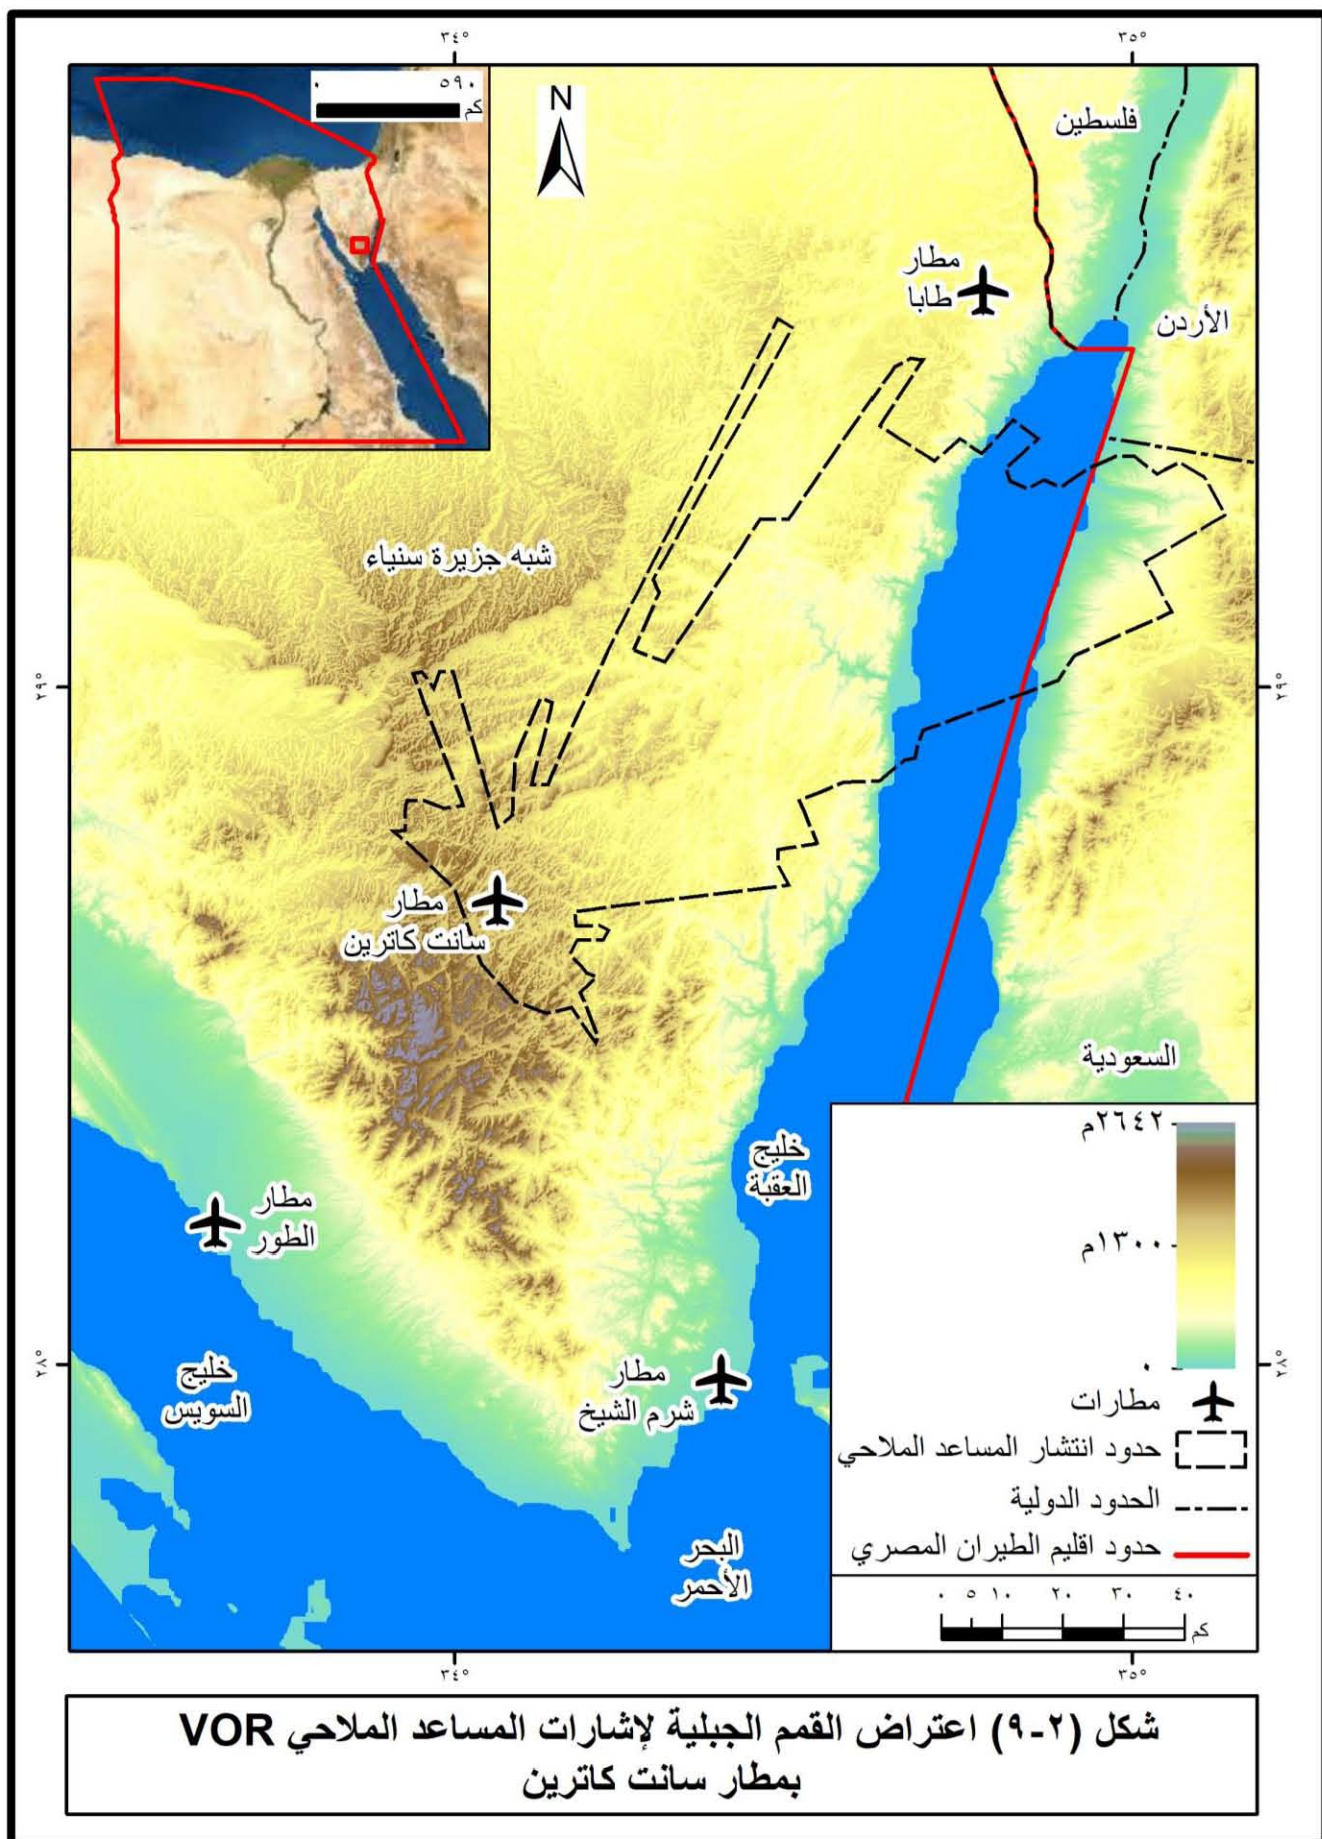 ٣٤°
٣٥°
٠
٥٩٠
كم
N
فلسطين
مطار
طابا
الأردن
شبه جزيرة سنياء
٢٩°
٢٩°
مطار
سانت كاترين
السعودية
خليج
العقبة
مطار
الطور
خليج
السويس
مطار
شرم الشيخ
البحر
الأحمر
٢٨°
٢٨°
٢٦٤٢م
١٣٠٠م
٠
مطارات
حدود انتشار المساعد الملاحي
الحدود الدولية
حدود اقليم الطيران المصري
٠ ٥ ١٠ ٢٠ ٣٠ ٤٠
كم
٣٤°
٣٥°
شكل (٢-٩) اعتراض القمم الجبلية لإشارات المساعد الملاحي VOR
بمطار سانت كاترين